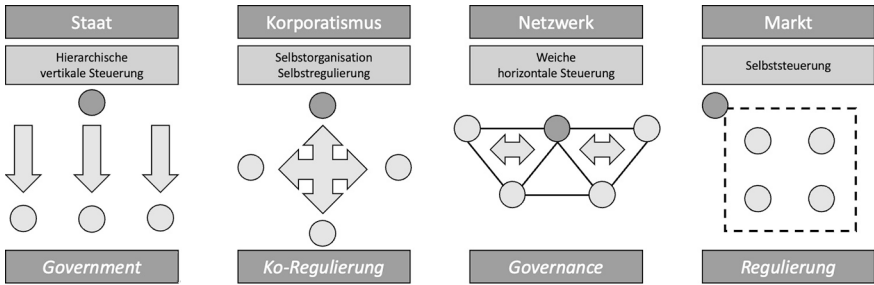 Staat
Korporatismus
Netzwerk
Markt
Hierarchische
vertikale Steuerung
Selbstorganisation
Selbstregulierung
Weiche
horizontale Steuerung
Selbststeuerung
Government
Ko-Regulierung
Governance
Regulierung